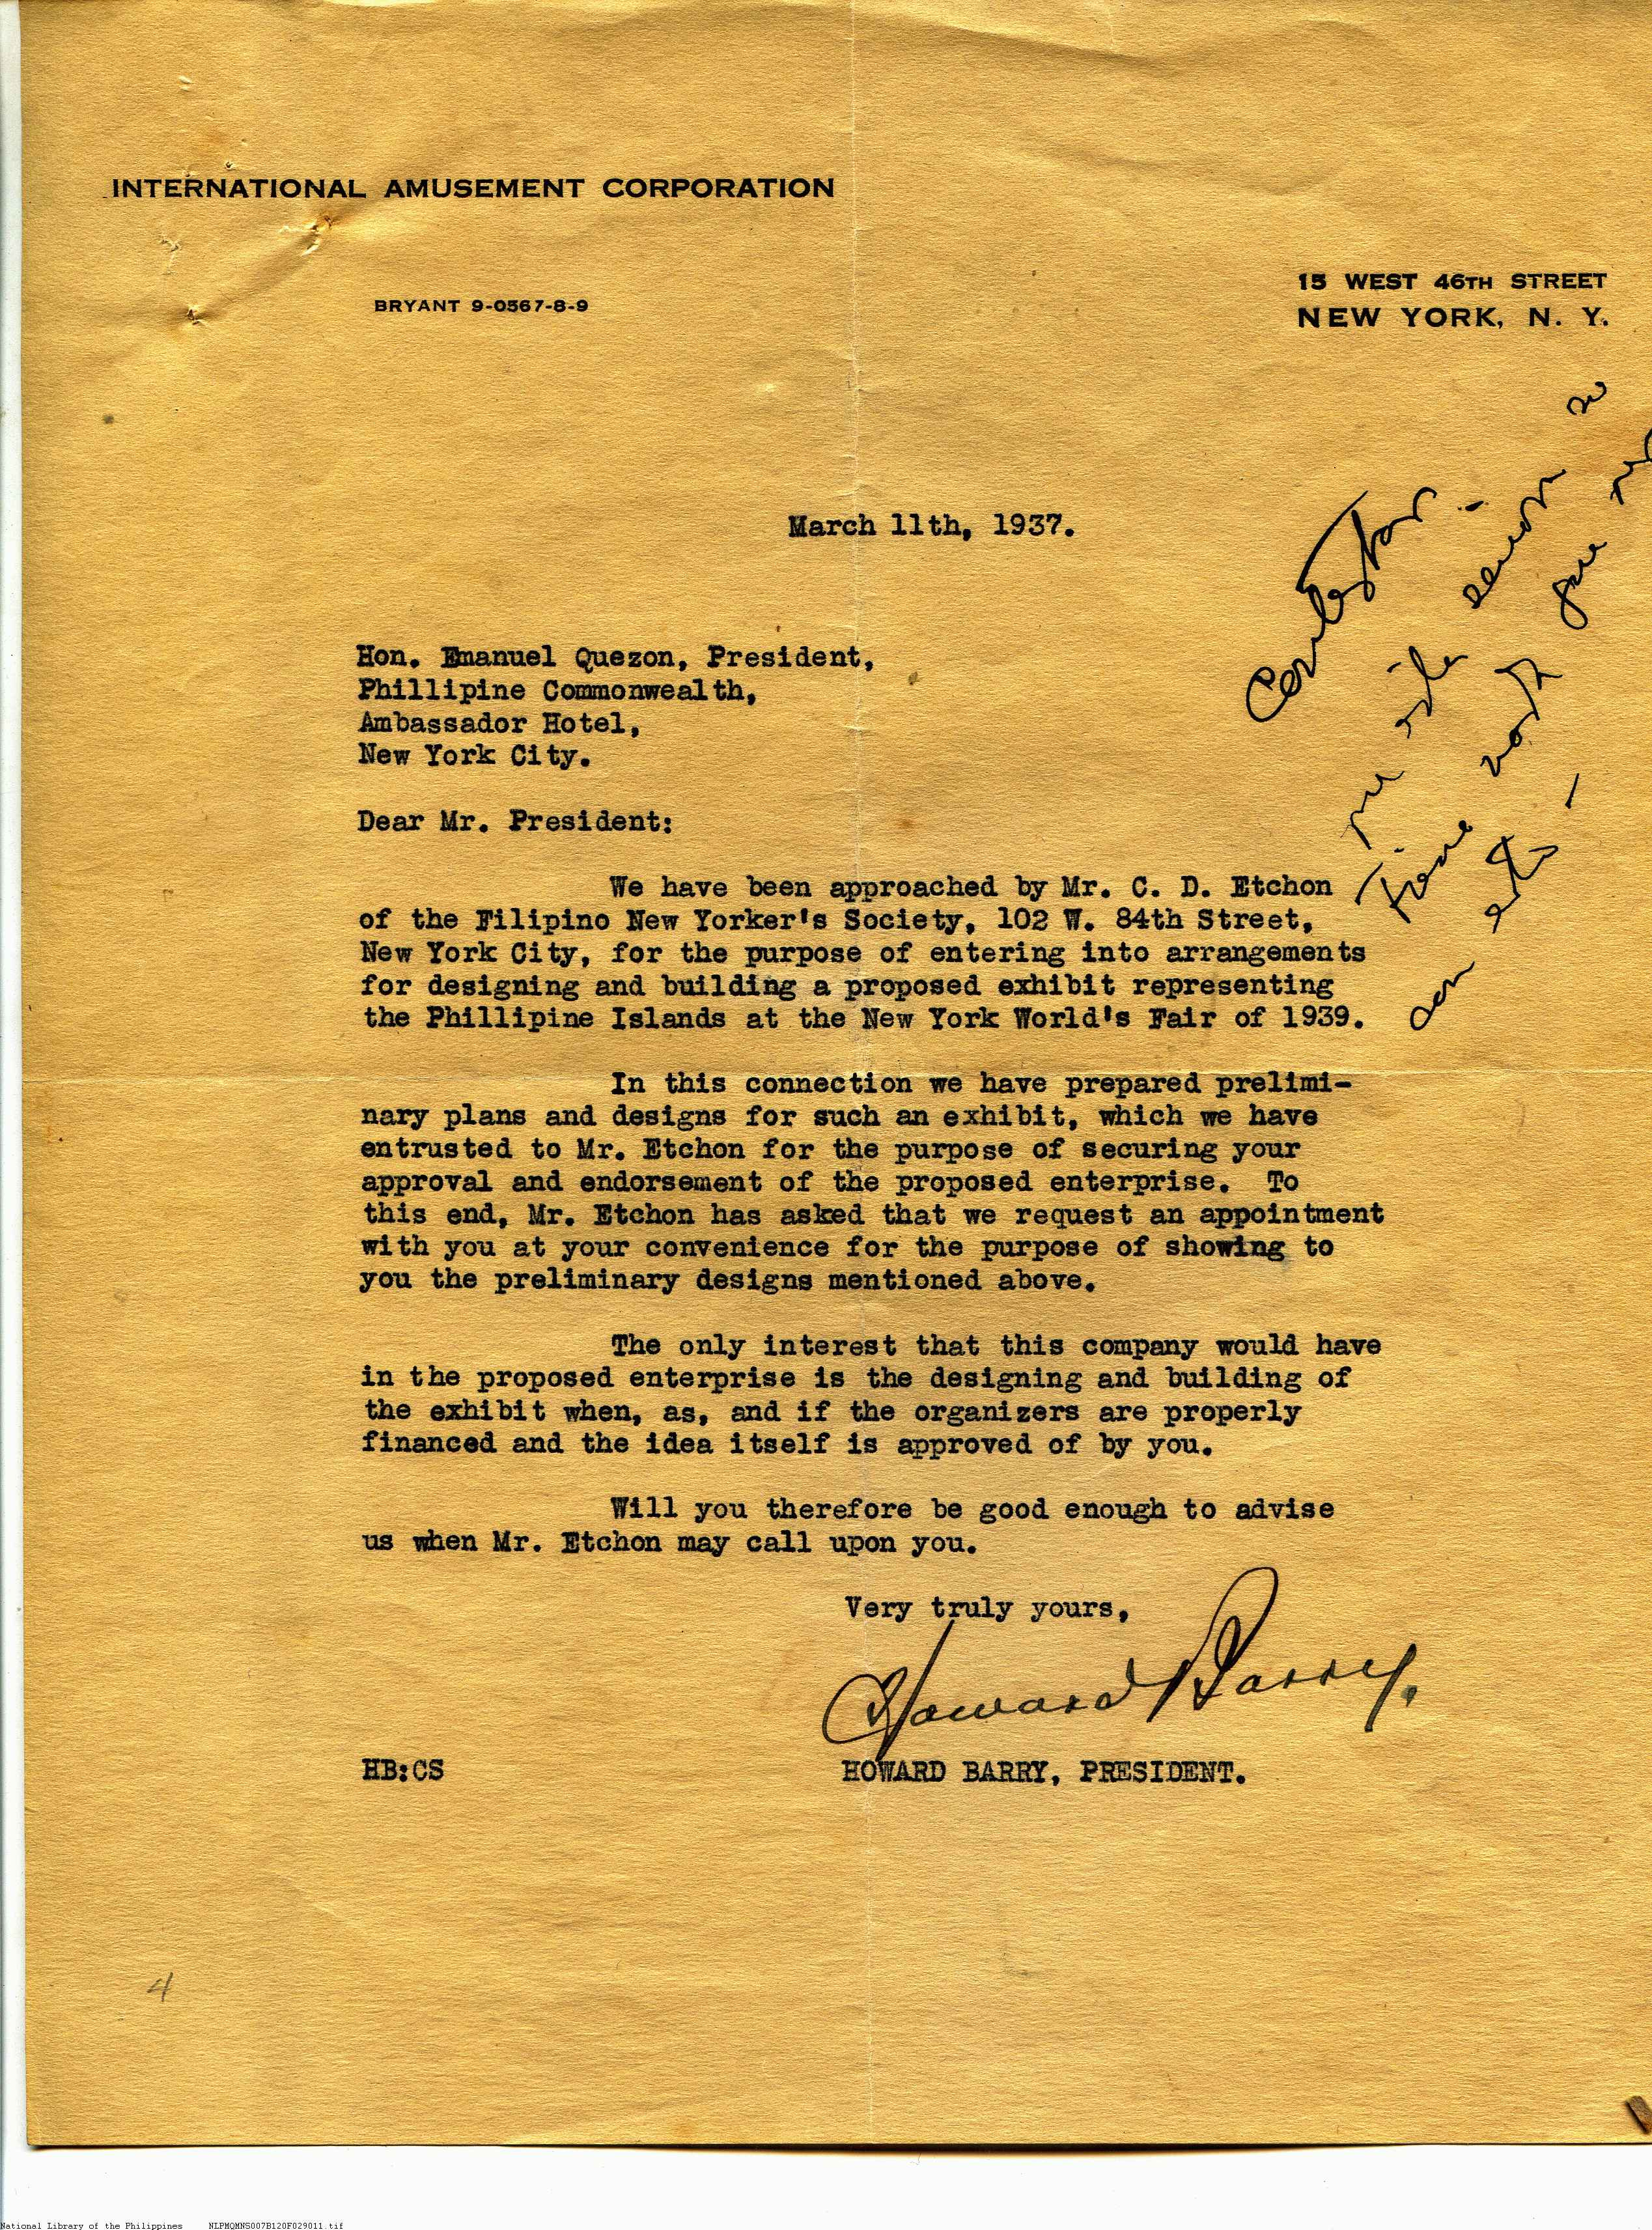 INTERNATIONAL AMUSEMENT CORPORATION
BRYANT 9-0567-8-9
15 WEST 46TH STREET
NEW YORK, N. Y.
March 11th, 1937.
Contestar
Hon. Emanuel Quezon, President,
Phillipine Commonwealth,
Ambassador Hotel,
New York City.
Dear Mr. President:
We have been approached by Mr. C. D. Etchon
of the Filipino New Yorker's Society, 102 W. 84th Street,
New York City, for the purpose of entering into arrangements
for designing and building a proposed exhibit representing
the Phillipine Islands at the New York World's Fair of 1939.
In this connection we have prepared prelimi-
nary plans and designs for such an exhibit, which we have
entrusted to Mr. Etchon for the purpose of securing your
approval and endorsement of the proposed enterprise. To
this end, Mr. Etchon has asked that we request an appointment
with you at your convenience for the purpose of showing to
you the preliminary designs mentioned above.
The only interest that this company would have
in the proposed enterprise is the designing and building of
the exhibit when, as, and if the organizers are properly
financed and the idea itself is approved of by you.
Will you therefore be good enough to advise
us when Mr. Etchon may call upon you.
Very truly yours,
Howard Barry.
HB:CS HOWARD BARRY, PRESIDENT.
4
National Library of the Philippines NLPMQMNS007B120F029011.tif